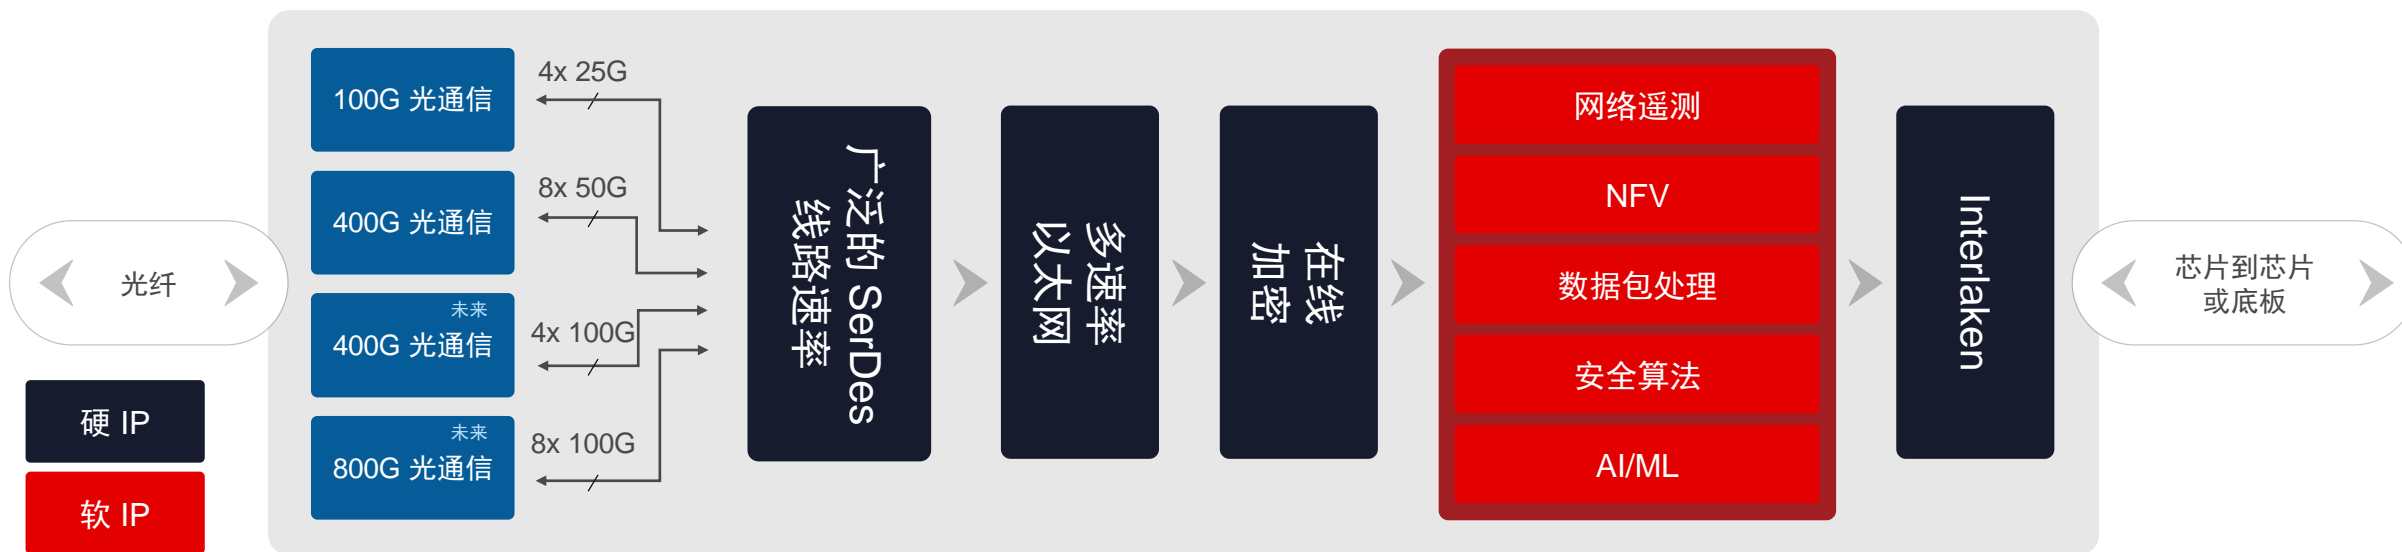 光纤
硬 IP
软 IP
100G 光通信
400G 光通信
未来
400G 光通信
未来
800G 光通信
4x 25G
8x 50G
4x 100G
8x 100G
广泛的 SerDes
线路速率
多速率
以太网
在线
加密
网络遥测
NFV
数据包处理
安全算法
AI/ML
Interlaken
芯片到芯片
或底板